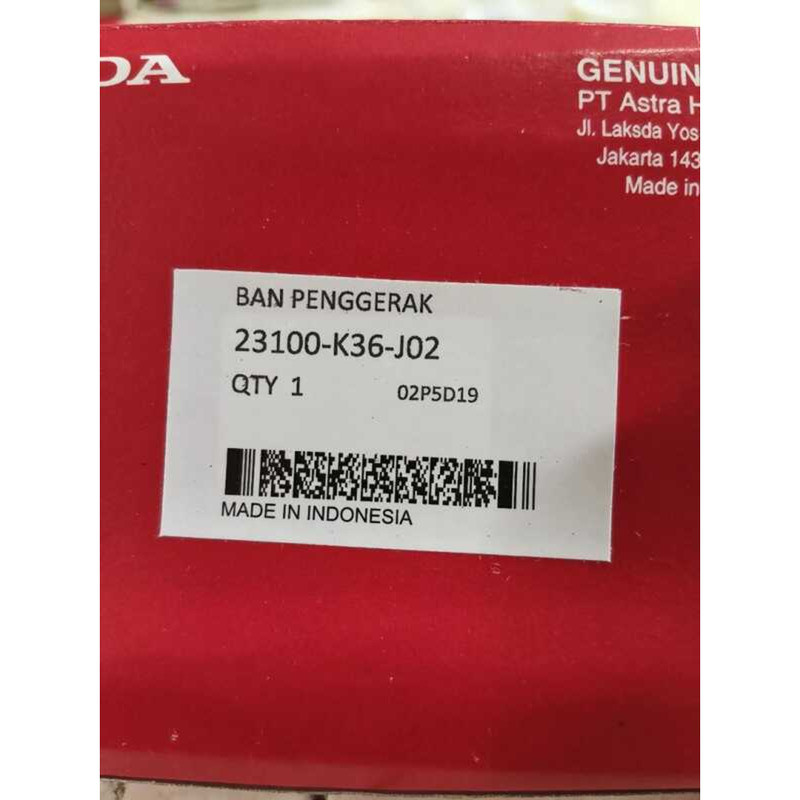 DA
GENUIN
PT Astra H
Jl. Laksda Yos
Jakarta 143
Made in
BAN PENGGERAK
23100-K36-J02
QTY 1 02P5D19
MADE IN INDONESIA